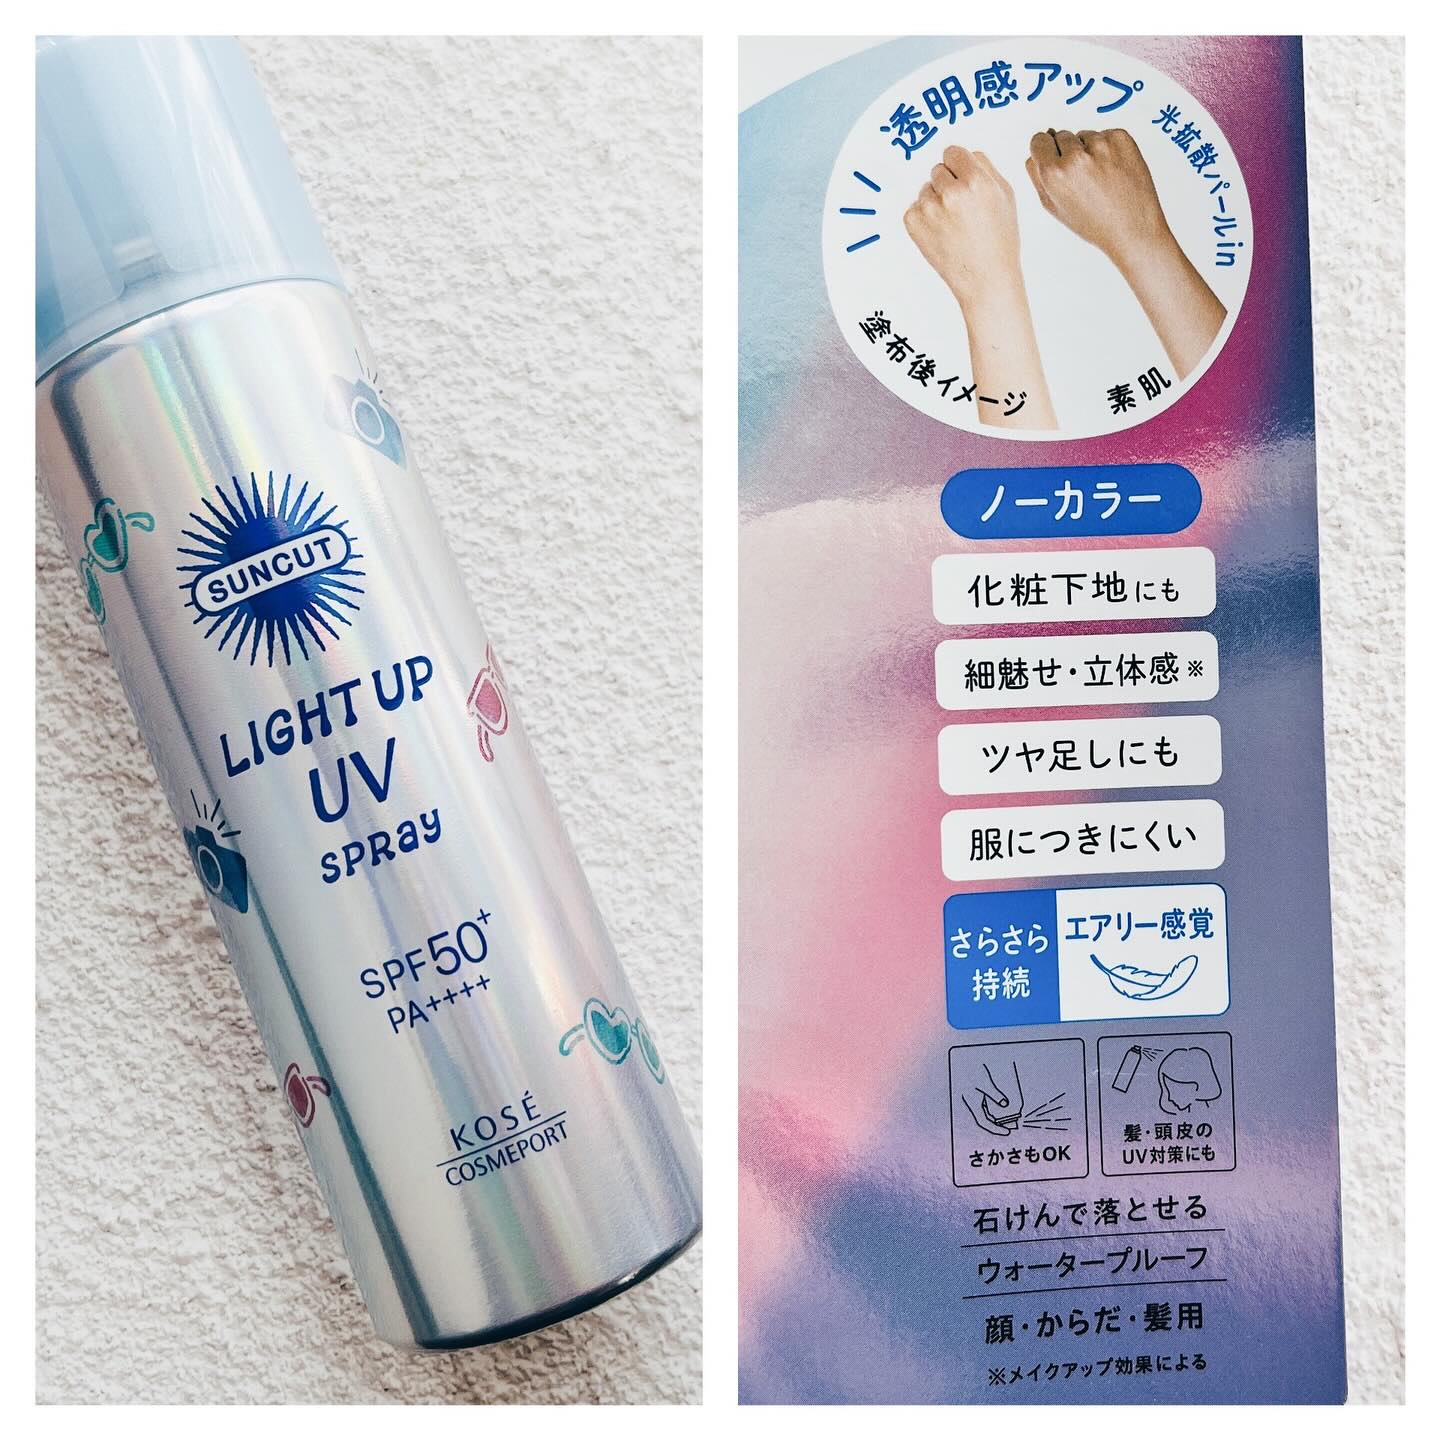 SUNCUT
LIGHT UP
UV
SPRay
SPF50+
PA++++
KOSÉ
COSMEPORT
透明感アップ
光拡散パールin
塗布後イメージ
素肌
ノーカラー
化粧下地にも
細魅せ・立体感※
ツヤ足しにも
服につきにくい
さらさら
持続
エアリー感覚
さかさもOK
髪・頭皮の
UV対策にも
石けんで落とせる
ウォータープルーフ
顔・からだ・髪用
※メイクアップ効果による